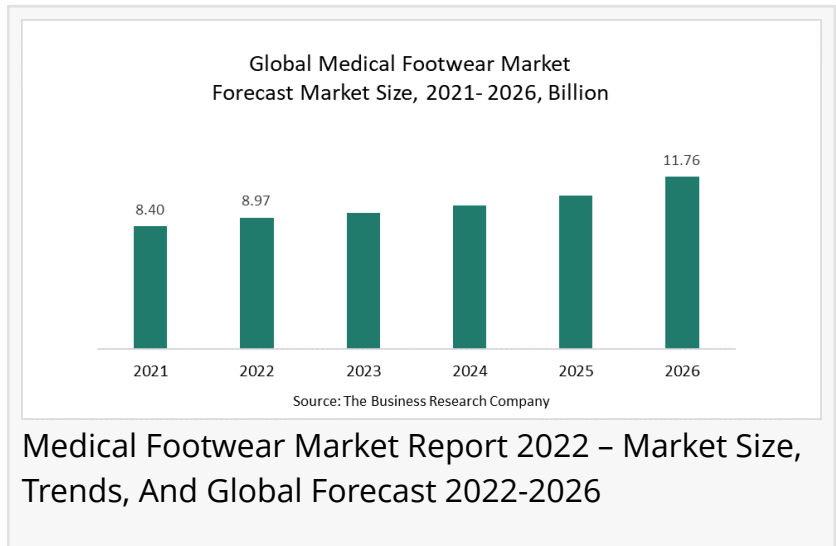 Global Medical Footwear Market
Forecast Market Size, 2021- 2026, Billion
11.76
8.40
8.97
2021 2022 2023 2024 2025 2026
Source: The Business Research Company
Medical Footwear Market Report 2022 – Market Size,
Trends, And Global Forecast 2022-2026